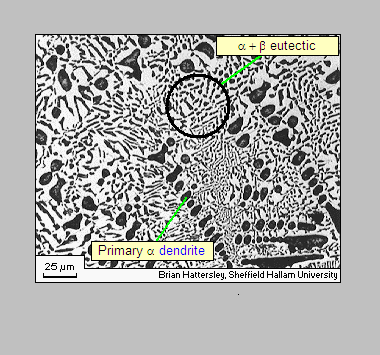 α + β eutectic
Primary α dendrite
25 µm
Brian Hattersley, Sheffield Hallam University